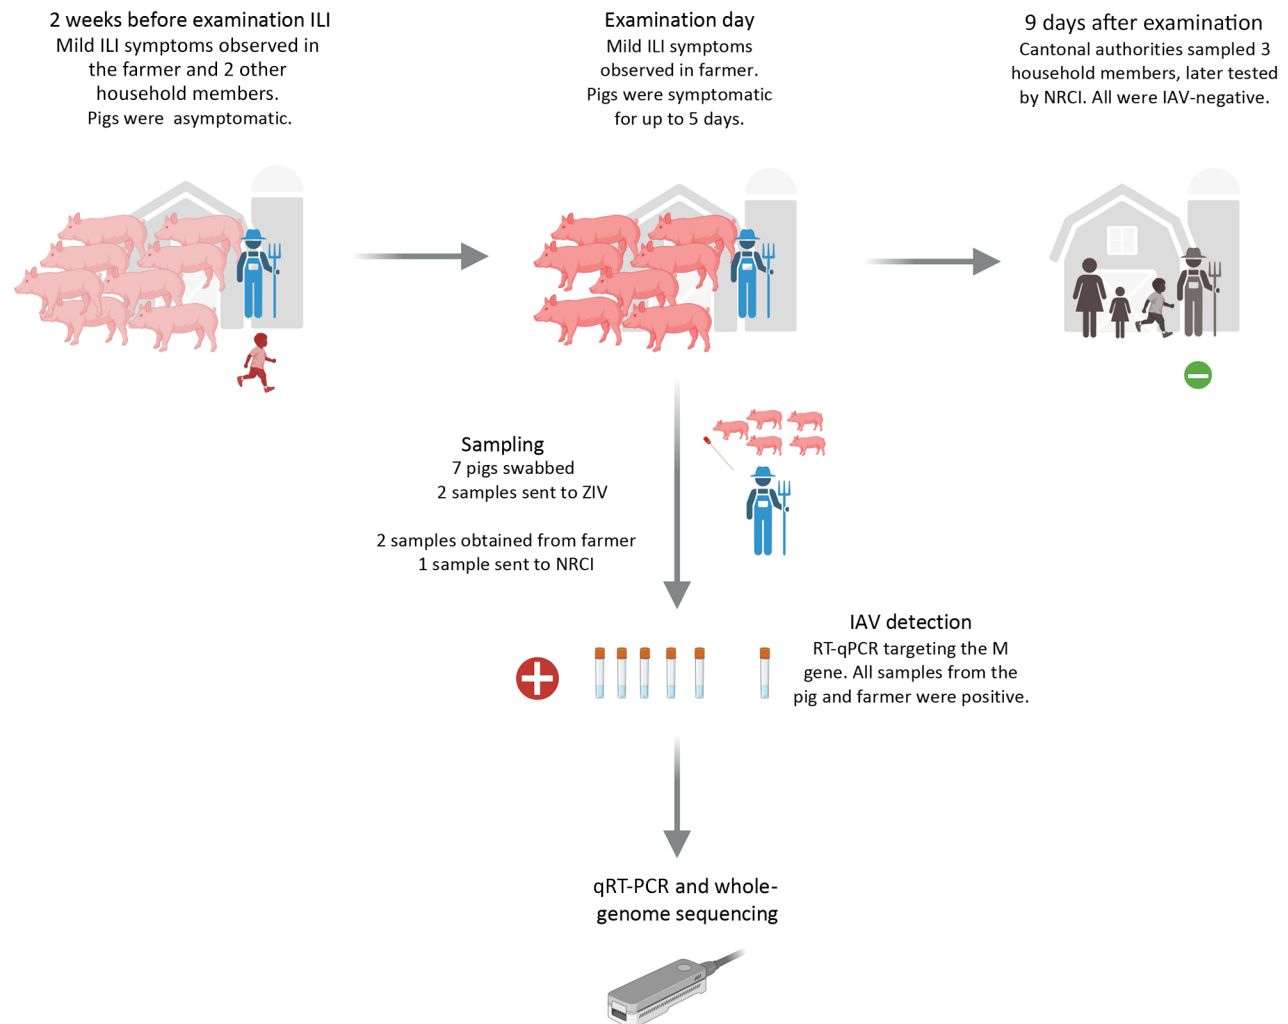 2 weeks before examination ILI
Mild ILI symptoms observed in
the farmer and 2 other
household members.
Pigs were asymptomatic.
Examination day
Mild ILI symptoms
observed in farmer.
Pigs were symptomatic
for up to 5 days.
9 days after examination
Cantonal authorities sampled 3
household members, later tested
by NRCI. All were IAV-negative.
Sampling
7 pigs swabbed
2 samples sent to ZIV
2 samples obtained from farmer
1 sample sent to NRCI
IAV detection
RT-qPCR targeting the M
gene. All samples from the
pig and farmer were positive.
qRT-PCR and whole-
genome sequencing